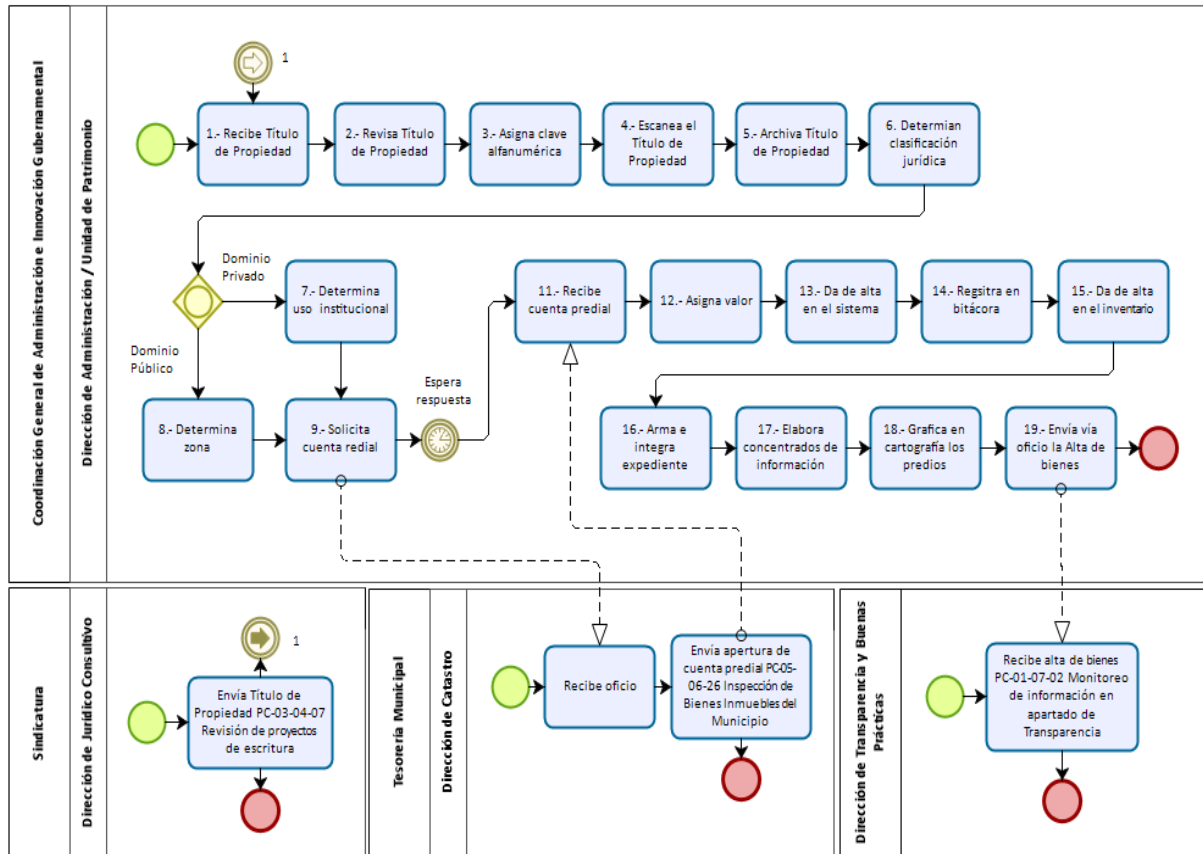 Coordinación General de Administración e Innovación Gubernamental
Dirección de Administración / Unidad de Patrimonio
1
1.- Recibe Título
de Propiedad
2.- Revisa Título
de Propiedad
3.- Asigna clave
alfanumérica
4.- Escanea el
Título de
Propiedad
5.- Archiva Título
de Propiedad
6. Determian
clasificación
jurídica
Dominio
Privado
Dominio
Público
7.- Determina
uso institucional
8.- Determina
zona
9.- Solicita
cuenta redial
Espera
respuesta
11.- Recibe
cuenta predial
12.- Asigna valor
13.- Da de alta
en el sistema
14.- Regsitra en
bitácora
15.- Da de alta
en el inventario
16.- Arma e
integra
expediente
17.- Elabora
concentrados de
información
18.- Grafica en
cartografía los
predios
19.- Envía vía
oficio la Alta de
bienes
Sindicatura
Dirección de Jurídico Consultivo
1
Envía Título de
Propiedad PC-03-04-07
Revisión de proyectos
de escritura
Tesorería Municipal
Dirección de Catastro
Recibe oficio
Envía apertura de
cuenta predial PC-05-
06-26 Inspección de
Bienes Inmuebles del
Municipio
Dirección de Transparencia y Buenas
Prácticas
Recibe alta de bienes
PC-01-07-02 Monitoreo
de información en
apartado de
Transparencia